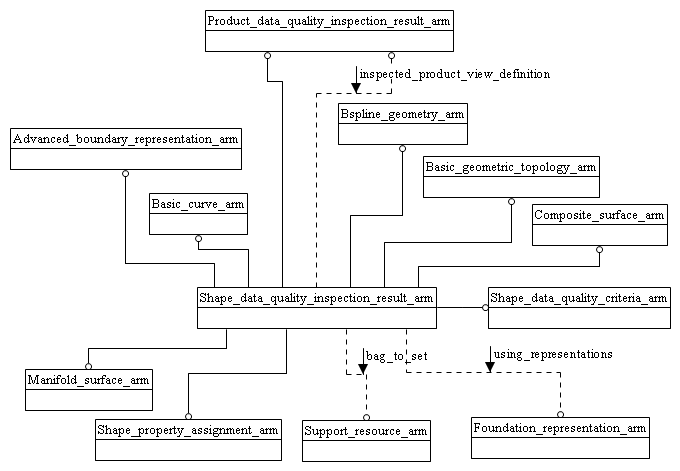 Product_data_quality_inspection_result_arm
inspected_product_view_definition
Bspline_geometry_arm
Advanced_boundary_representation_arm
Basic_geometric_topology_arm
Basic_curve_arm
Composite_surface_arm
Shape_data_quality_inspection_result_arm
Shape_data_quality_criteria_arm
bag_to_set
using_representations
Manifold_surface_arm
Shape_property_assignment_arm
Support_resource_arm
Foundation_representation_arm